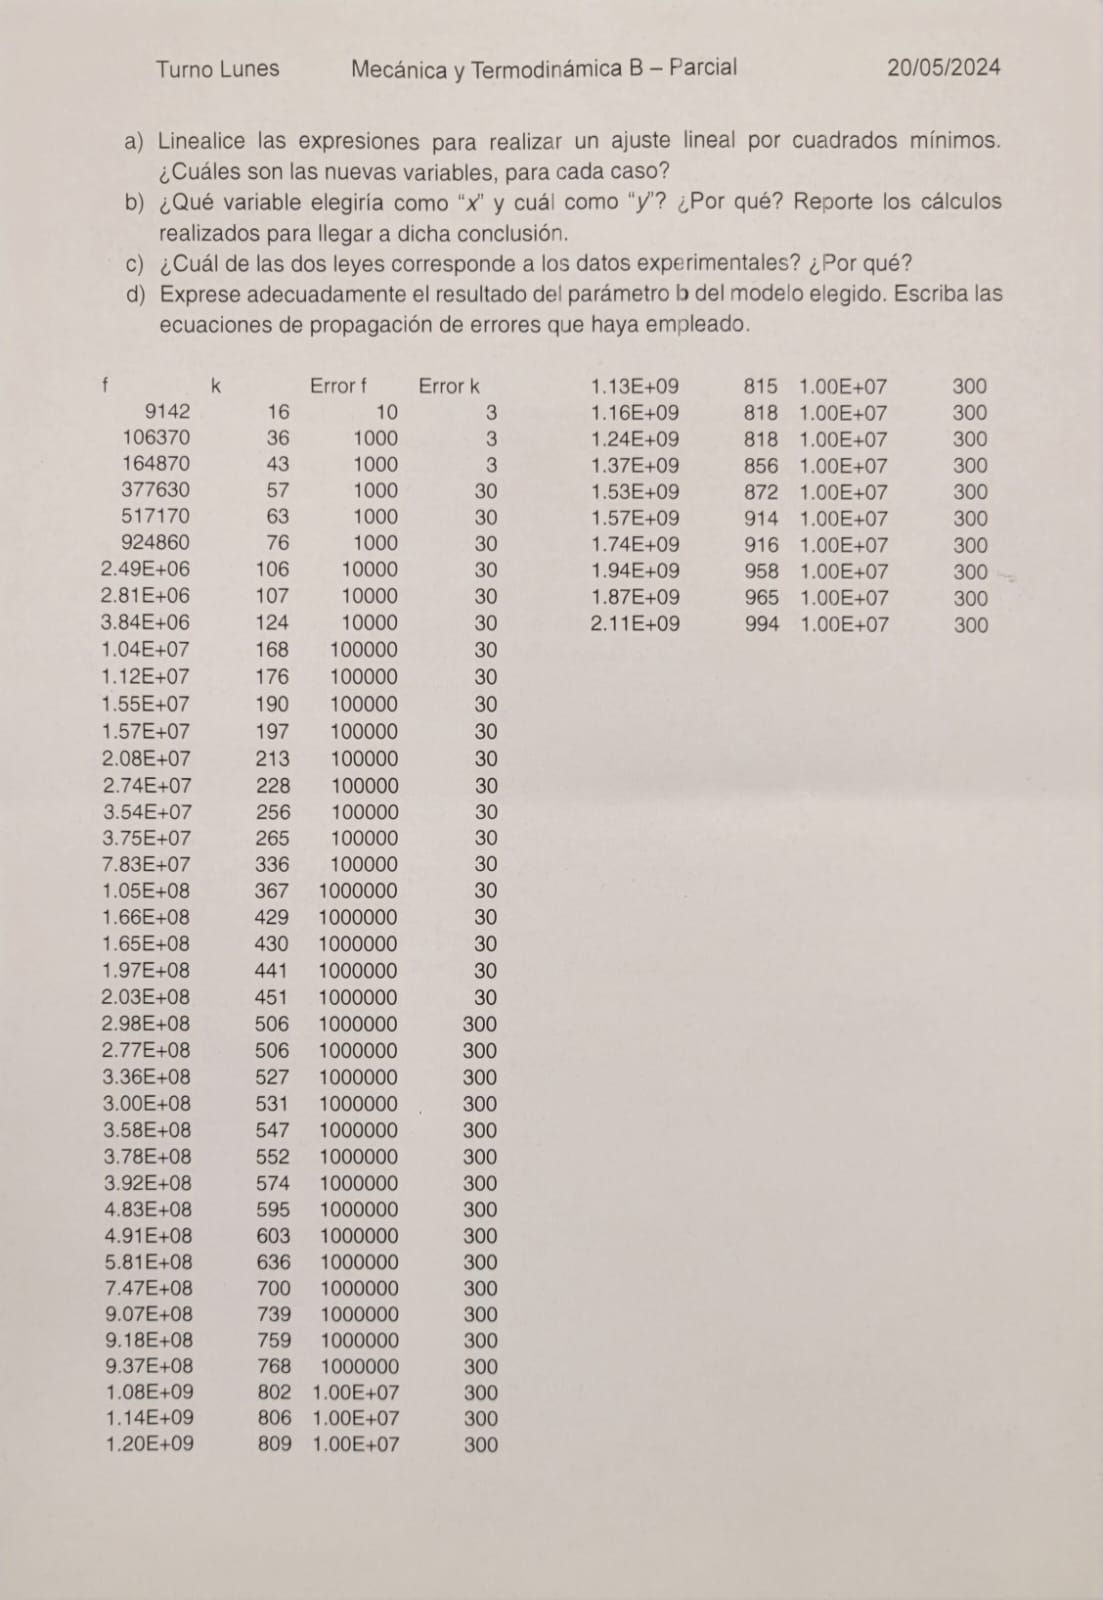 Turno Lunes Mecánica y Termodinámica B – Parcial 20/05/2024
a) Linealice las expresiones para realizar un ajuste lineal por cuadrados mínimos.
¿Cuáles son las nuevas variables, para cada caso?
b) ¿Qué variable elegiría como “x” y cuál como “y”? ¿Por qué? Reporte los cálculos
realizados para llegar a dicha conclusión.
c) ¿Cuál de las dos leyes corresponde a los datos experimentales? ¿Por qué?
d) Exprese adecuadamente el resultado del parámetro b del modelo elegido. Escriba las
ecuaciones de propagación de errores que haya empleado.
f k Error f Error k
9142 16 10 3
106370 36 1000 3
164870 43 1000 3
377630 57 1000 30
517170 63 1000 30
924860 76 1000 30
2.49E+06 106 10000 30
2.81E+06 107 10000 30
3.84E+06 124 10000 30
1.04E+07 168 100000 30
1.12E+07 176 100000 30
1.55E+07 190 100000 30
1.57E+07 197 100000 30
2.08E+07 213 100000 30
2.74E+07 228 100000 30
3.54E+07 256 100000 30
3.75E+07 265 100000 30
7.83E+07 336 100000 30
1.05E+08 367 1000000 30
1.66E+08 429 1000000 30
1.65E+08 430 1000000 30
1.97E+08 441 1000000 30
2.03E+08 451 1000000 30
2.98E+08 506 1000000 300
2.77E+08 506 1000000 300
3.36E+08 527 1000000 300
3.00E+08 531 1000000 300
3.58E+08 547 1000000 300
3.78E+08 552 1000000 300
3.92E+08 574 1000000 300
4.83E+08 595 1000000 300
4.91E+08 603 1000000 300
5.81E+08 636 1000000 300
7.47E+08 700 1000000 300
9.07E+08 739 1000000 300
9.18E+08 759 1000000 300
9.37E+08 768 1000000 300
1.08E+09 802 1.00E+07 300
1.14E+09 806 1.00E+07 300
1.20E+09 809 1.00E+07 300
1.13E+09 815 1.00E+07 300
1.16E+09 818 1.00E+07 300
1.24E+09 818 1.00E+07 300
1.37E+09 856 1.00E+07 300
1.53E+09 872 1.00E+07 300
1.57E+09 914 1.00E+07 300
1.74E+09 916 1.00E+07 300
1.94E+09 958 1.00E+07 300
1.87E+09 965 1.00E+07 300
2.11E+09 994 1.00E+07 300